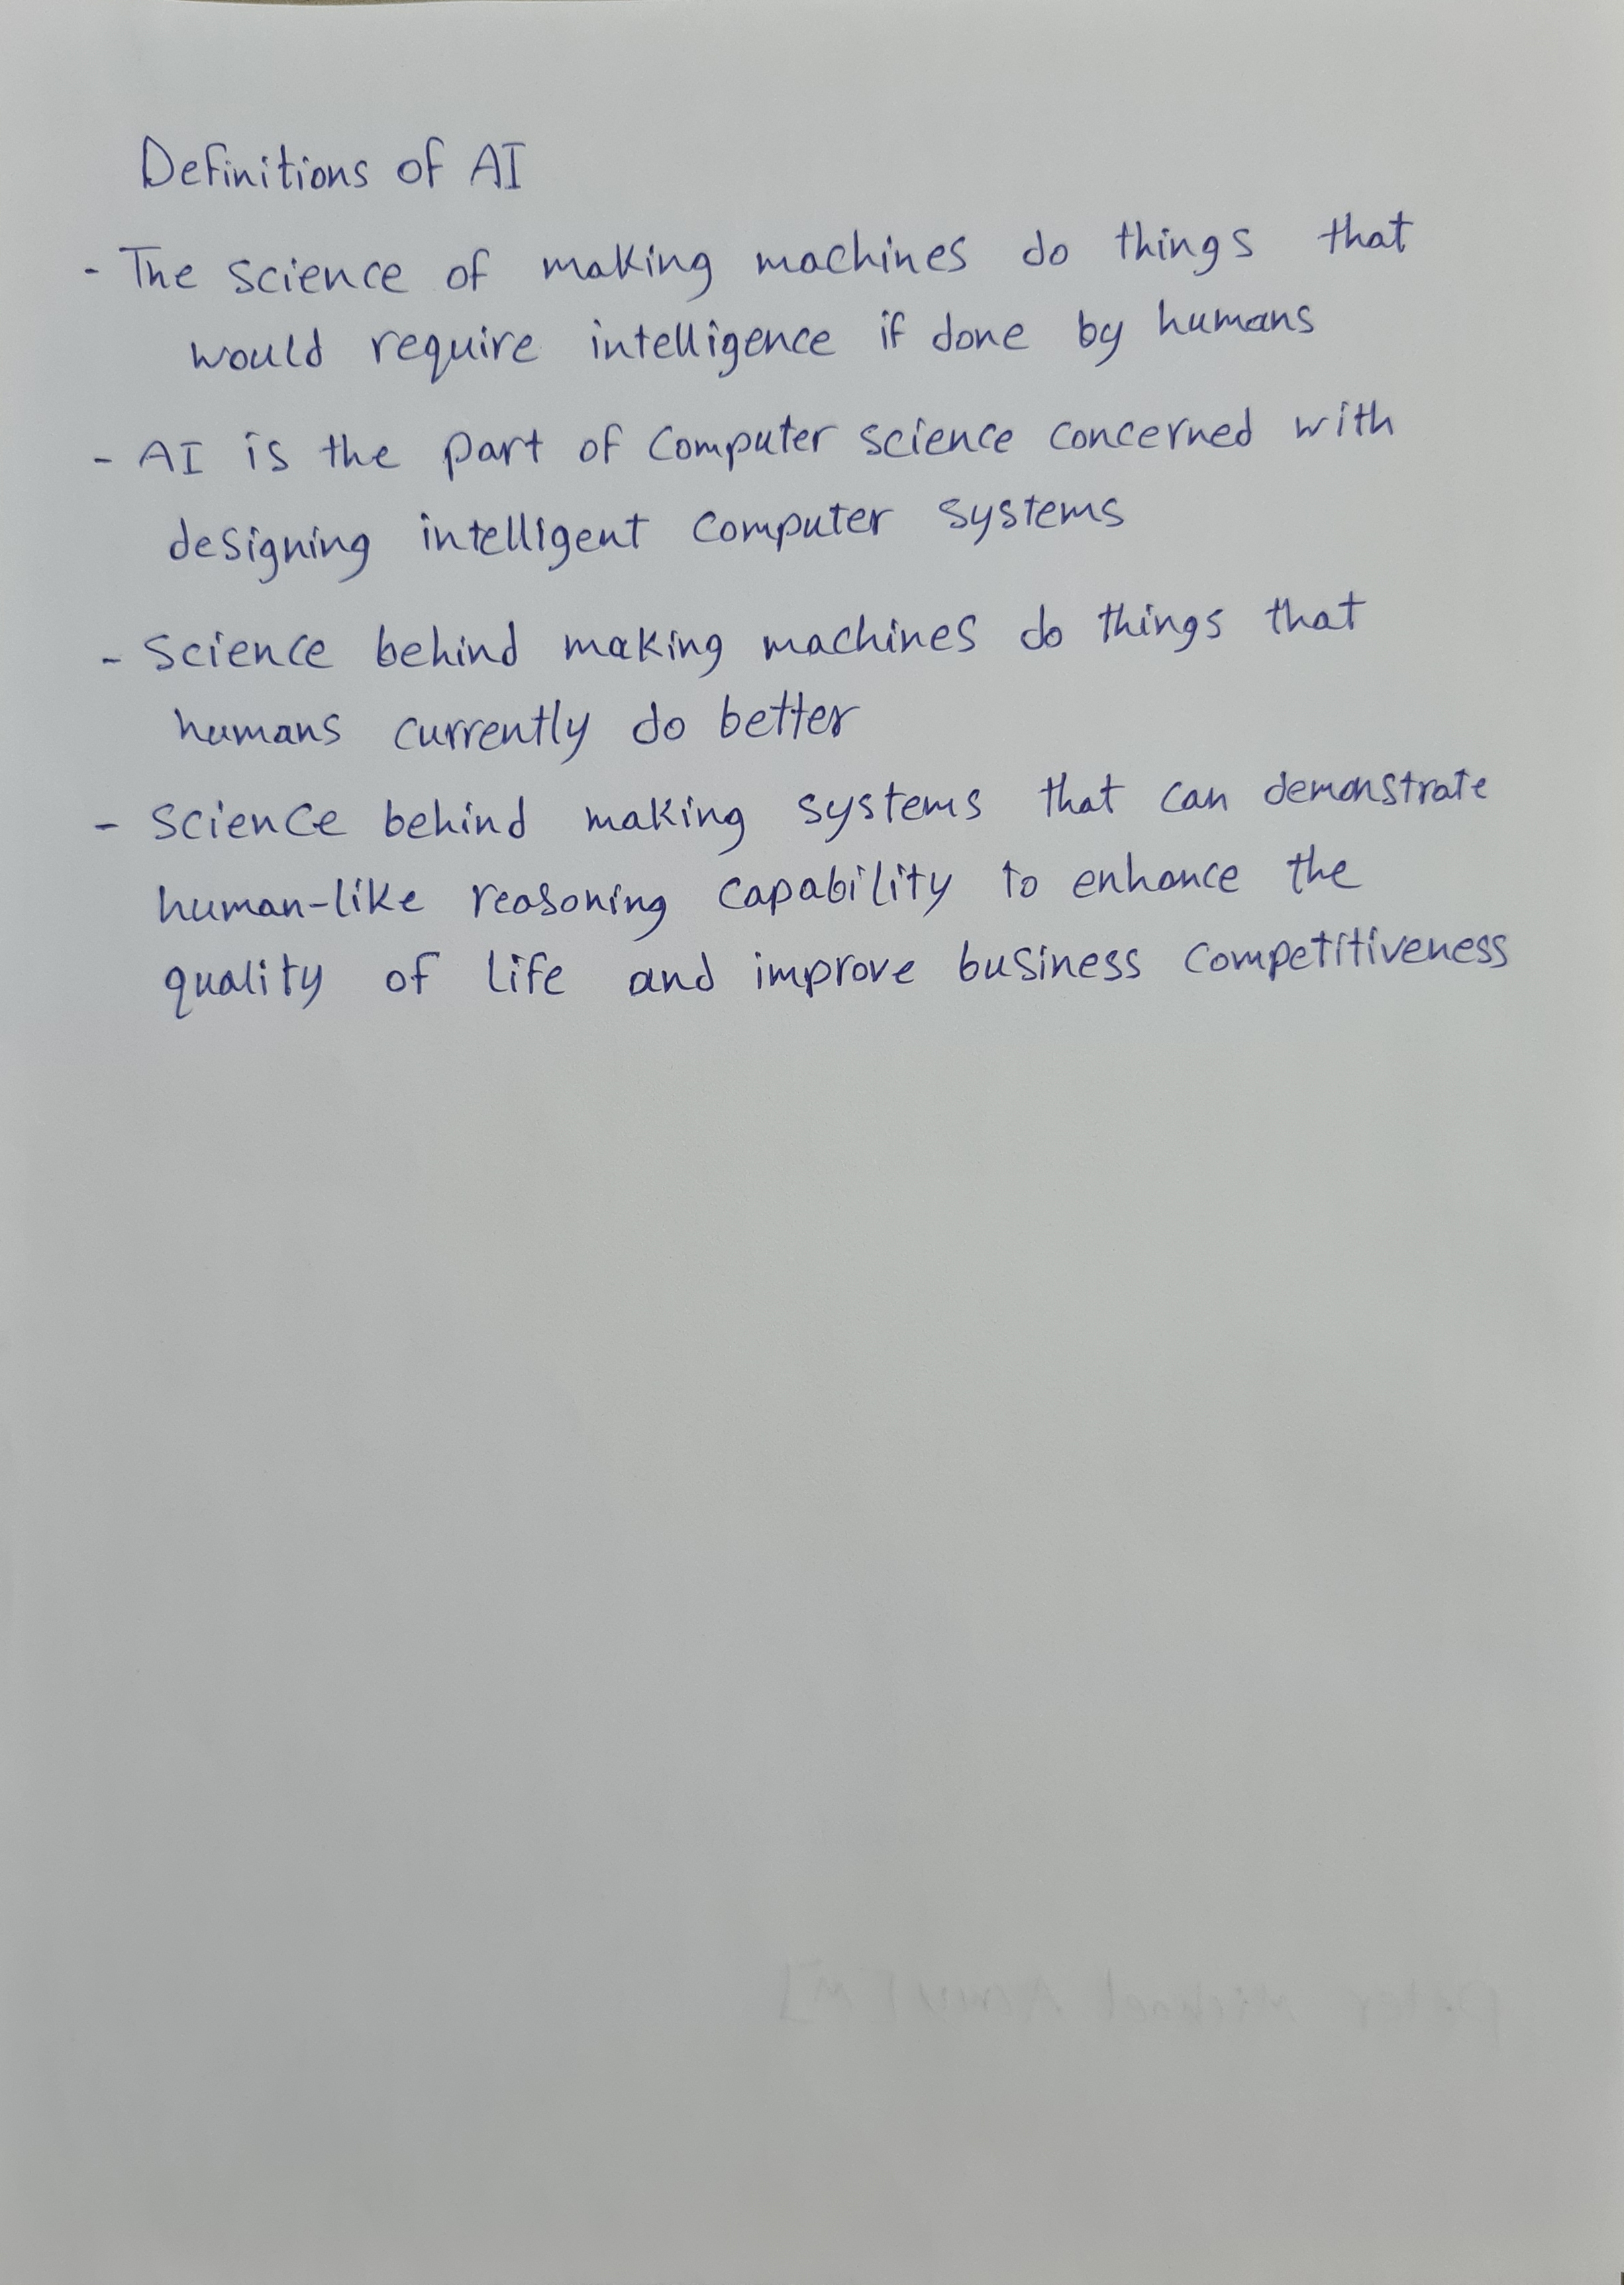 Definitions of AI
- The science of making machines do things that
would require intelligence if done by humans
- AI is the part of Computer science concerned with
designing intelligent Computer systems
- Science behind making machines do things that
humans currently do better
- Science behind making systems that can demonstrate
human-like reasoning capability to enhance the
quality of life and improve business competitiveness